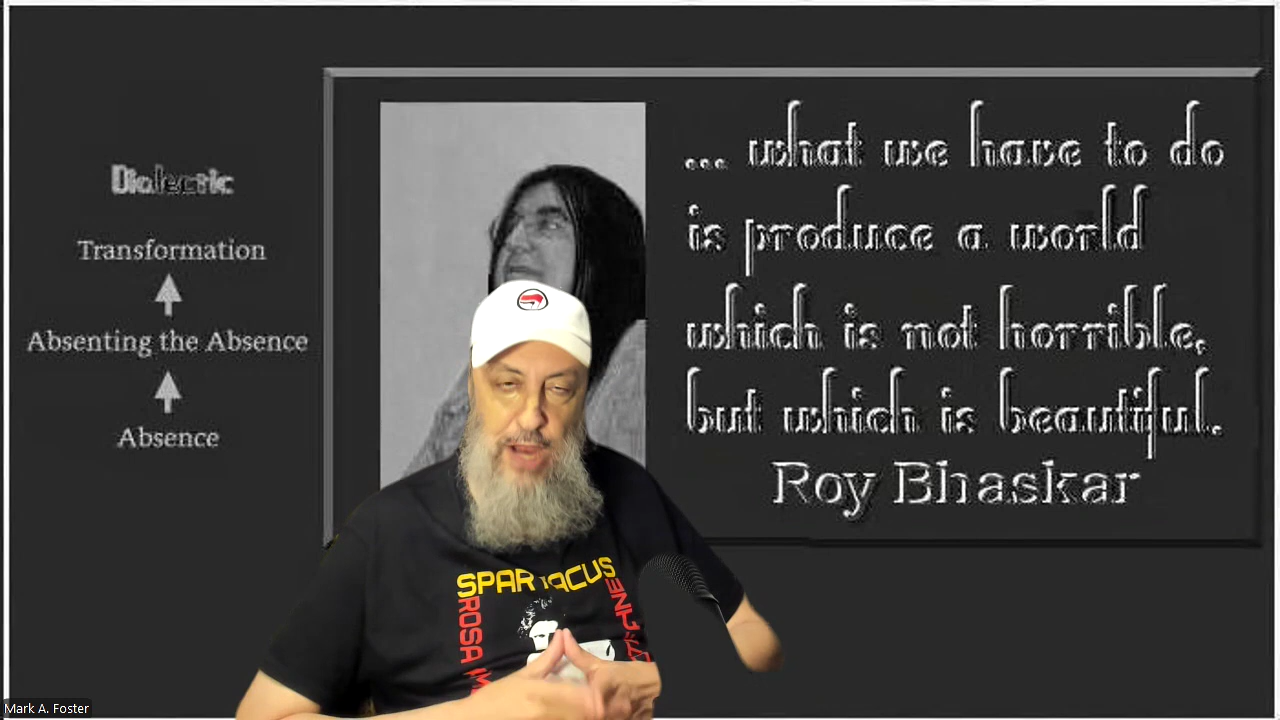 Dialectic
Transformation
Absenting the Absence
Absence
... what we have to do
is produce a world
which is not horrible,
but which is beautiful.
Roy Bhaskar
SPARTACUS
ROSA
Mark A. Foster